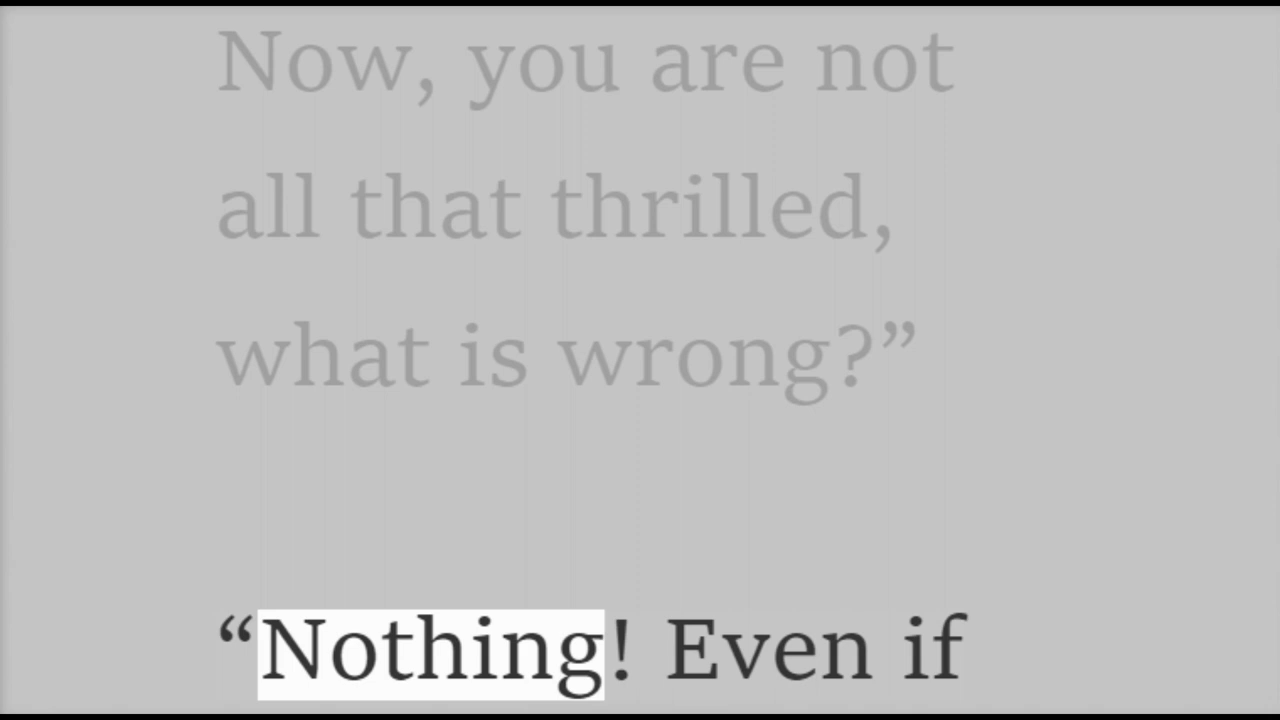 Now, you are not
all that thrilled,
what is wrong?”
“Nothing! Even if